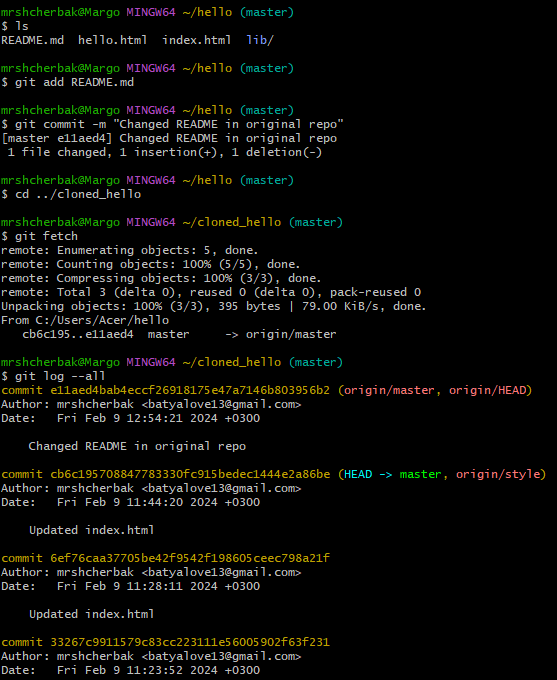 mrshcherbak@Margo MINGW64 ~/hello (master)
$ ls
README.md  hello.html  index.html  lib/
mrshcherbak@Margo MINGW64 ~/hello (master)
$ git add README.md
mrshcherbak@Margo MINGW64 ~/hello (master)
$ git commit -m "Changed README in original repo"
[master e11aed4] Changed README in original repo
 1 file changed, 1 insertion(+), 1 deletion(-)
mrshcherbak@Margo MINGW64 ~/hello (master)
$ cd ../cloned_hello
mrshcherbak@Margo MINGW64 ~/cloned_hello (master)
$ git fetch
remote: Enumerating objects: 5, done.
remote: Counting objects: 100% (5/5), done.
remote: Compressing objects: 100% (3/3), done.
remote: Total 3 (delta 0), reused 0 (delta 0), pack-reused 0
Unpacking objects: 100% (3/3), 395 bytes | 79.00 KiB/s, done.
From C:/Users/Acer/hello
   cb6c195..e11aed4  master     -> origin/master
mrshcherbak@Margo MINGW64 ~/cloned_hello (master)
$ git log --all
commit e11aed4bab4eccf26918175e47a7146b803956b2 (origin/master, origin/HEAD)
Author: mrshcherbak <batyalove13@gmail.com>
Date:   Fri Feb 9 12:54:21 2024 +0300
    Changed README in original repo
commit cb6c195708847783330fc915bedec1444e2a86be (HEAD -> master, origin/style)
Author: mrshcherbak <batyalove13@gmail.com>
Date:   Fri Feb 9 11:44:20 2024 +0300
    Updated index.html
commit 6ef76caa37705be42f9542f198605ceec798a21f
Author: mrshcherbak <batyalove13@gmail.com>
Date:   Fri Feb 9 11:28:11 2024 +0300
    Updated index.html
commit 33267c9911579c83cc223111e56005902f63f231
Author: mrshcherbak <batyalove13@gmail.com>
Date:   Fri Feb 9 11:23:52 2024 +0300